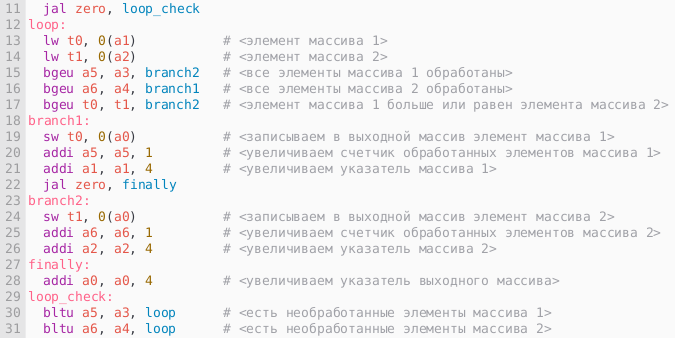 11 jal zero, loop_check
12 loop:
13 lw t0, 0(a1) # <элемент массива 1>
14 lw t1, 0(a2) # <элемент массива 2>
15 bgeu a5, a3, branch2 # <все элементы массива 1 обработаны>
16 bgeu a6, a4, branch1 # <все элементы массива 2 обработаны>
17 bgeu t0, t1, branch2 # <элемент массива 1 больше или равен элемента массива 2>
18 branch1:
19 sw t0, 0(a0) # <записываем в выходной массив элемент массива 1>
20 addi a5, a5, 1 # <увеличиваем счетчик обработанных элементов массива 1>
21 addi a1, a1, 4 # <увеличиваем указатель массива 1>
22 jal zero, finally
23 branch2:
24 sw t1, 0(a0) # <записываем в выходной массив элемент массива 2>
25 addi a6, a6, 1 # <увеличиваем счетчик обработанных элементов массива 2>
26 addi a2, a2, 4 # <увеличиваем указатель массива 2>
27 finally:
28 addi a0, a0, 4 # <увеличиваем указатель выходного массива>
29 loop_check:
30 bltu a5, a3, loop # <есть необработанные элементы массива 1>
31 bltu a6, a4, loop # <есть необработанные элементы массива 2>